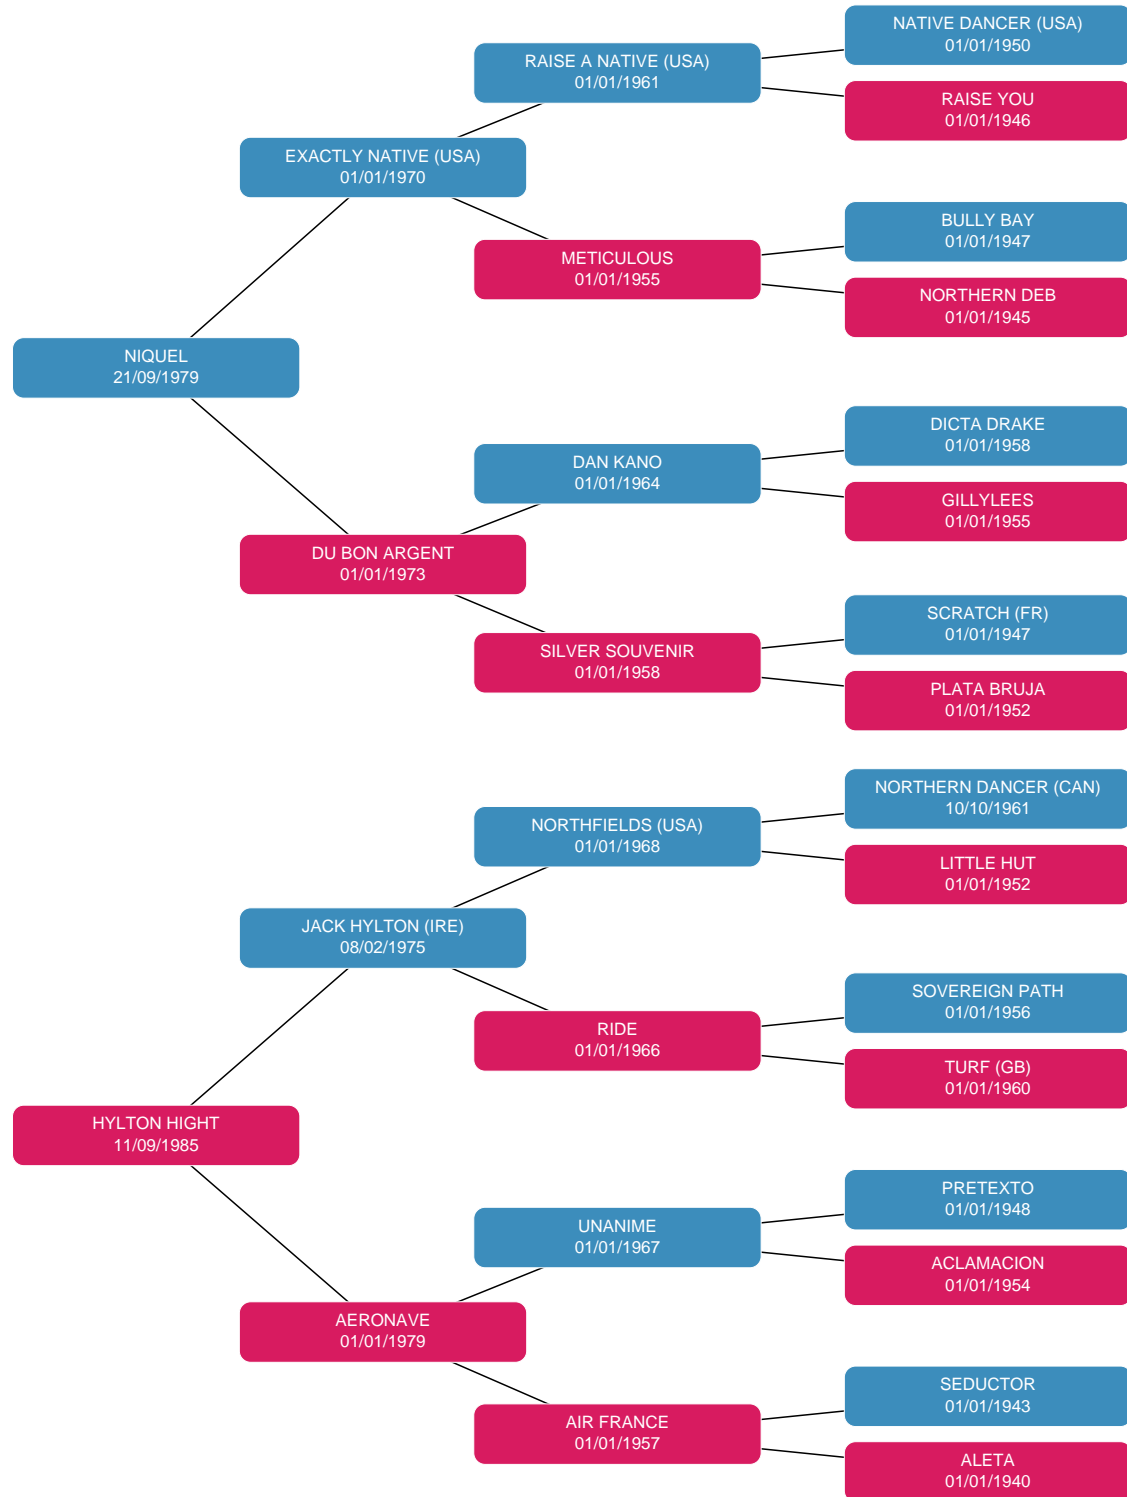 NATIVE DANCER (USA)
01/01/1950
RAISE A NATIVE (USA)
01/01/1961
RAISE YOU
01/01/1946
EXACTLY NATIVE (USA)
01/01/1970
BULLY BAY
01/01/1947
METICULOUS
01/01/1955
NORTHERN DEB
01/01/1945
NIQUEL
21/09/1979
DICTA DRAKE
01/01/1958
DAN KANO
01/01/1964
GILLYLEES
01/01/1955
DU BON ARGENT
01/01/1973
SCRATCH (FR)
01/01/1947
SILVER SOUVENIR
01/01/1958
PLATA BRUJA
01/01/1952
NORTHERN DANCER (CAN)
10/10/1961
NORTHFIELDS (USA)
01/01/1968
LITTLE HUT
01/01/1952
JACK HYLTON (IRE)
08/02/1975
SOVEREIGN PATH
01/01/1956
RIDE
01/01/1966
TURF (GB)
01/01/1960
HYLTON HIGHT
11/09/1985
PRETEXTO
01/01/1948
UNANIME
01/01/1967
ACLAMACION
01/01/1954
AERONAVE
01/01/1979
SEDUCTOR
01/01/1943
AIR FRANCE
01/01/1957
ALETA
01/01/1940